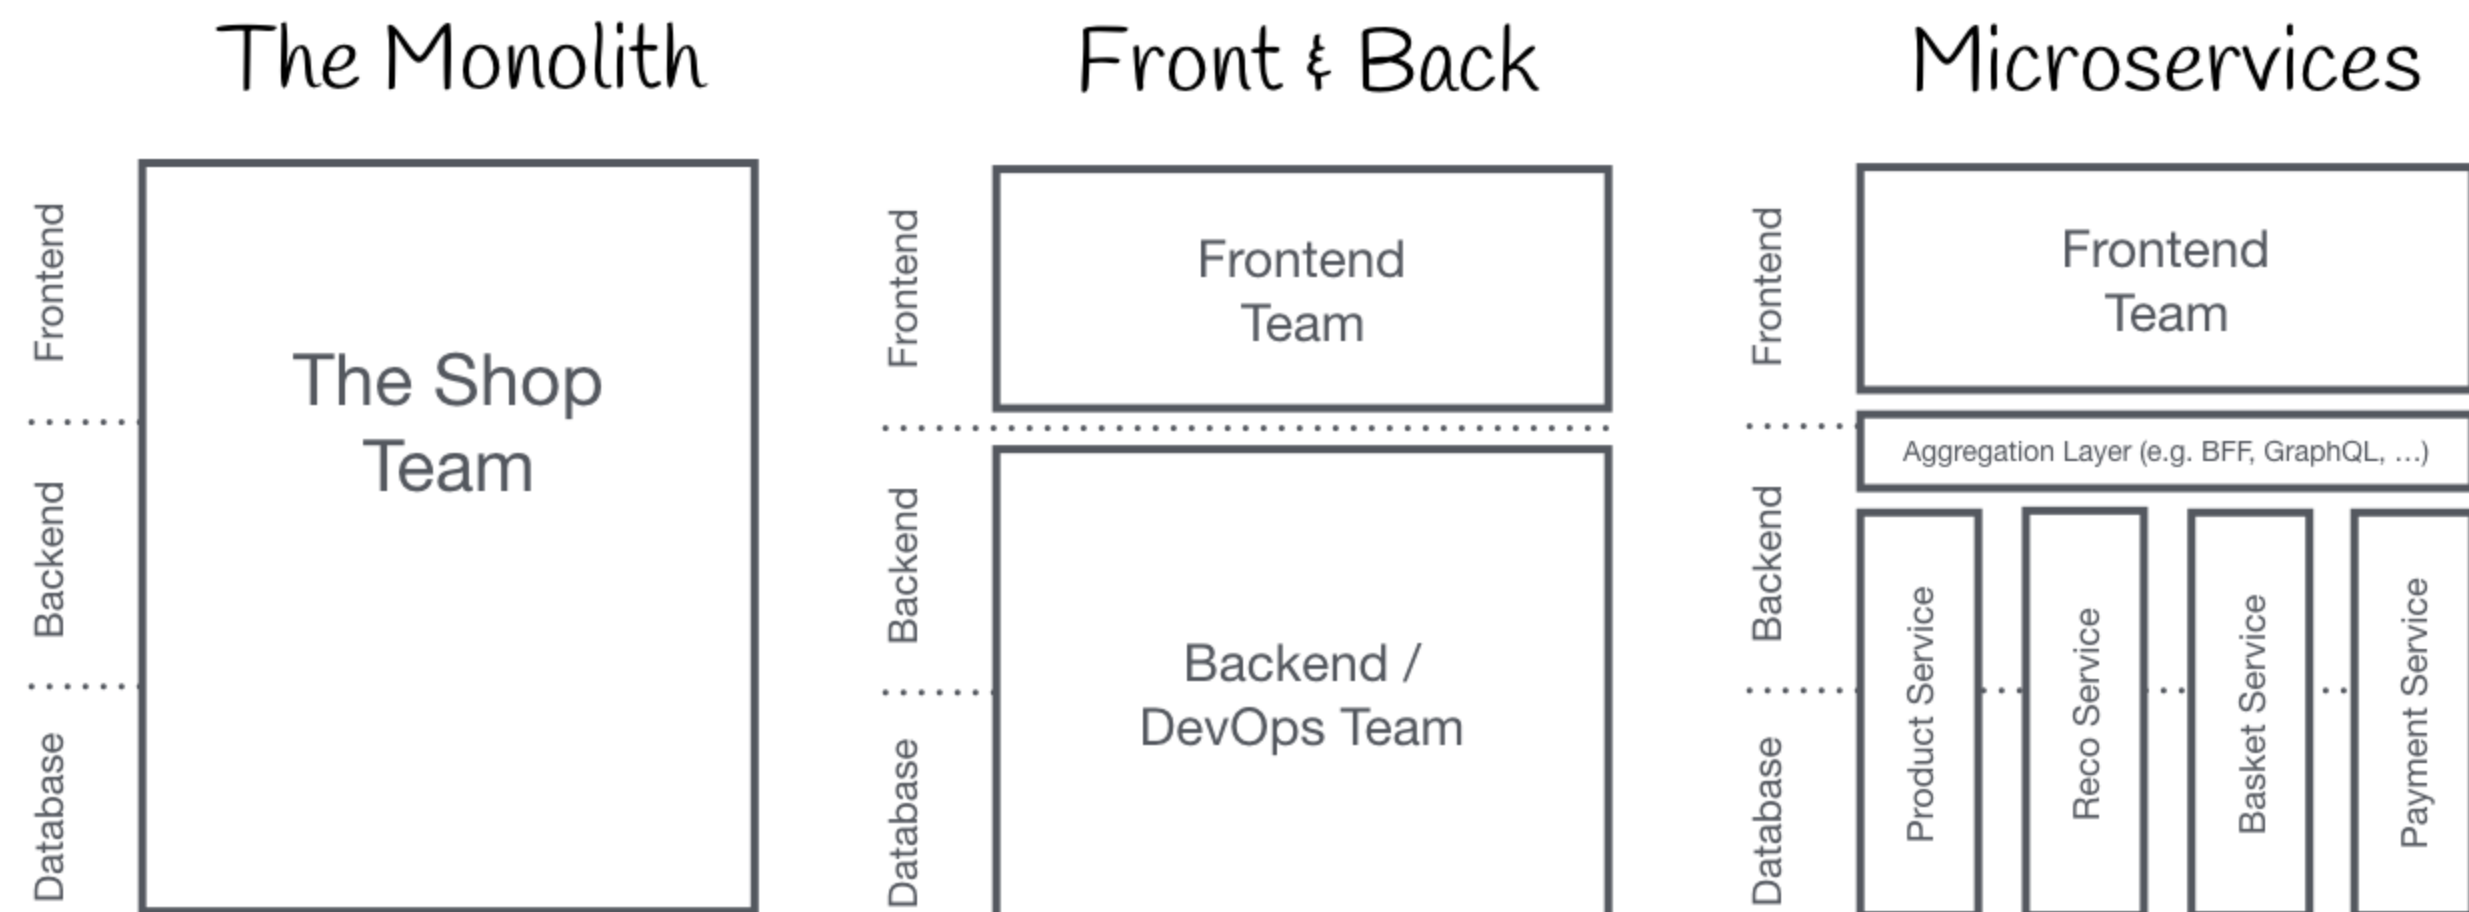 The Monolith
Frontend
Backend
Database
The Shop
Team
Front & Back
Frontend
Backend
Database
Frontend
Team
Backend /
DevOps Team
Microservices
Frontend
Backend
Database
Frontend
Team
Aggregation Layer (e.g. BFF, GraphQL, …)
Product Service
Reco Service
Basket Service
Payment Service